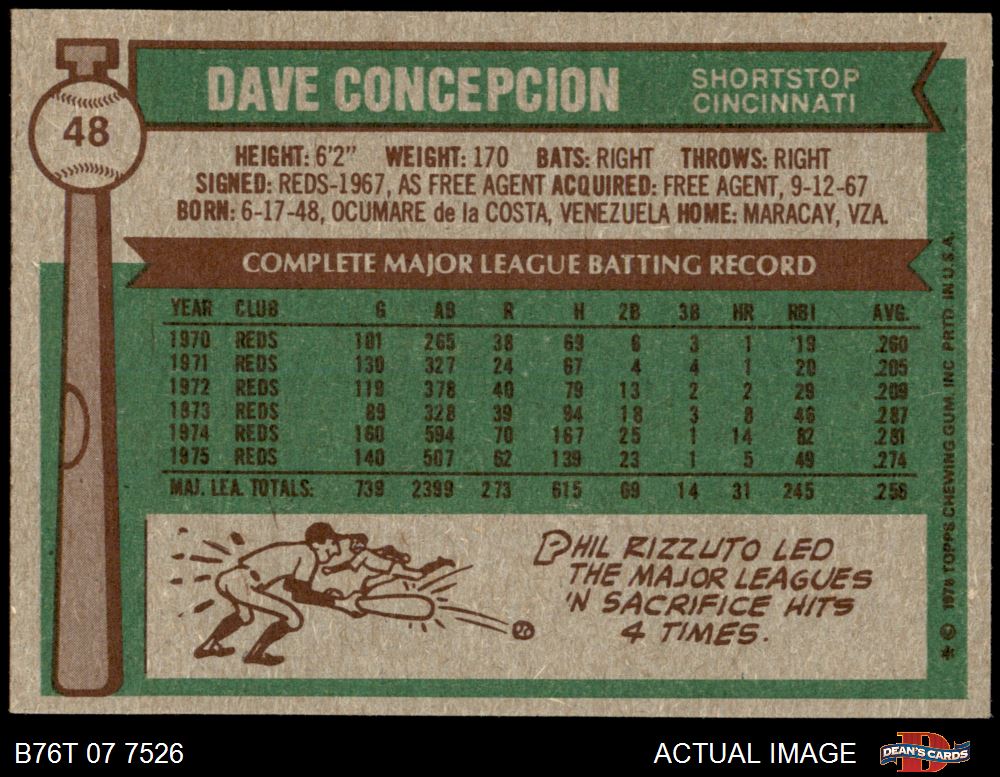 48
DAVE CONCEPCION
SHORTSTOP
CINCINNATI
HEIGHT: 6'2" WEIGHT: 170 BATS: RIGHT THROWS: RIGHT
SIGNED: REDS-1967, AS FREE AGENT ACQUIRED: FREE AGENT, 9-12-67
BORN: 6-17-48, OCUMARE de la COSTA, VENEZUELA HOME: MARACAY, VZA.
COMPLETE MAJOR LEAGUE BATTING RECORD
YEAR CLUB G AB R H 2B 3B HR RBI AVG.
1970 REDS 101 265 38 69 6 3 1 19 .260
1971 REDS 130 327 24 67 4 4 1 20 .205
1972 REDS 119 378 40 79 13 2 2 29 .209
1973 REDS 89 328 39 94 18 3 8 46 .287
1974 REDS 160 594 70 167 25 1 14 82 .281
1975 REDS 140 507 62 139 23 1 5 49 .274
MAJ. LEA. TOTALS: 739 2399 273 615 89 14 31 245 .256
PHIL RIZZUTO LED
THE MAJOR LEAGUES
'N SACRIFICE HITS
4 TIMES.
* © 1976 TOPPS CHEWING GUM, INC PRTD. IN U.S.A.
B76T 07 7526
ACTUAL IMAGE
D
DEAN'S CARDS